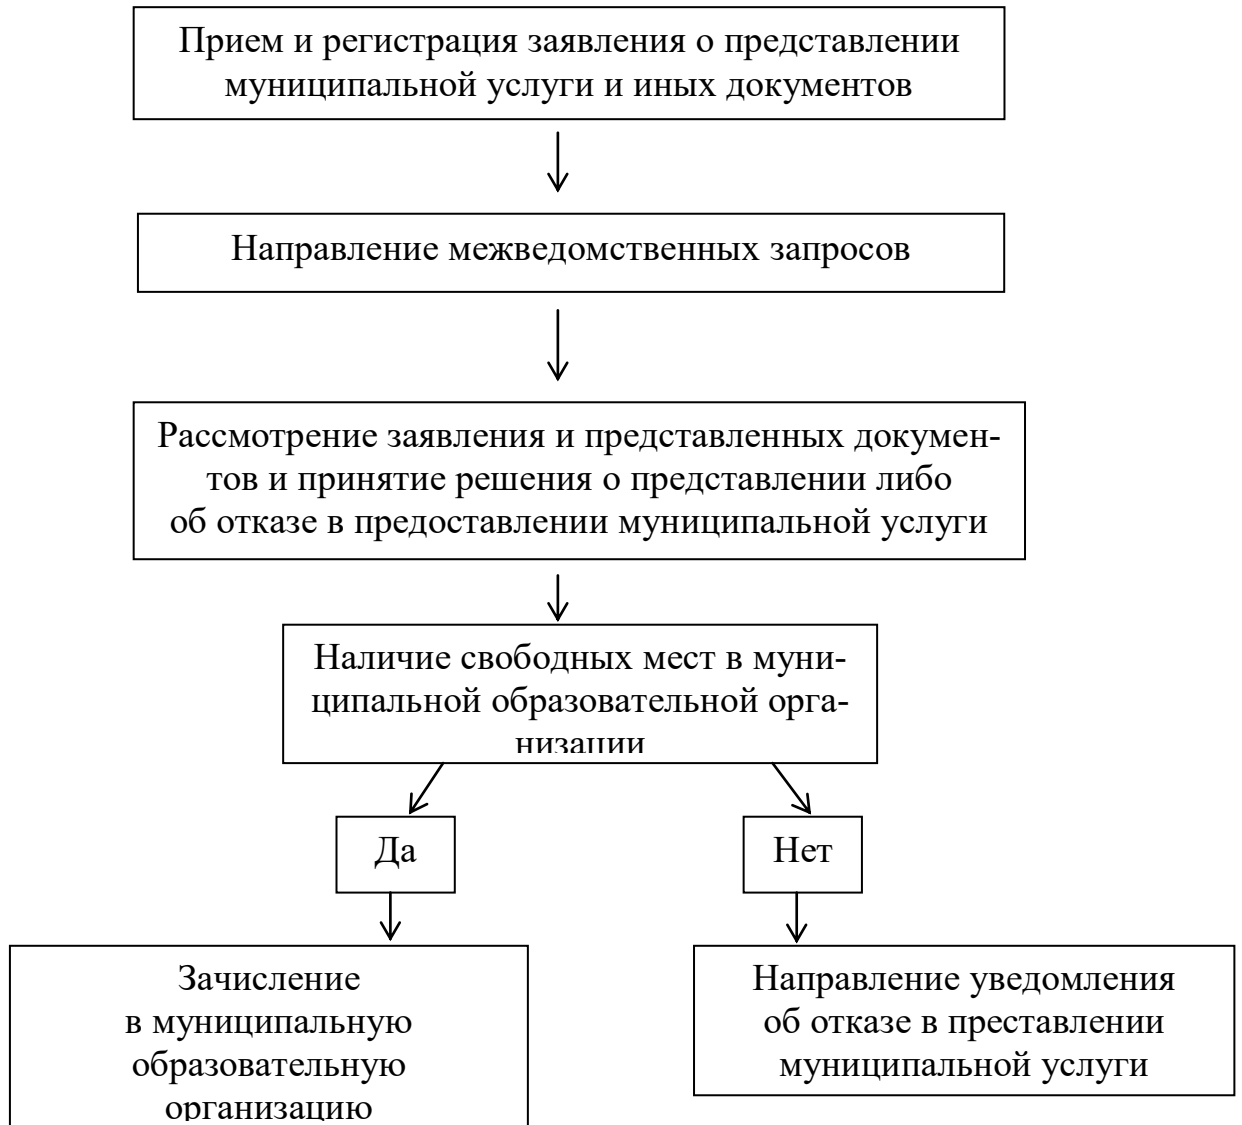 Прием и регистрация заявления о представлении
муниципальной услуги и иных документов
Направление межведомственных запросов
Рассмотрение заявления и представленных докумен-
тов и принятие решения о представлении либо
об отказе в предоставлении муниципальной услуги
Наличие свободных мест в муни-
ципальной образовательной орга-
низации
Да
Нет
Зачисление
в муниципальную
образовательную
организацию
Направление уведомления
об отказе в преставлении
муниципальной услуги